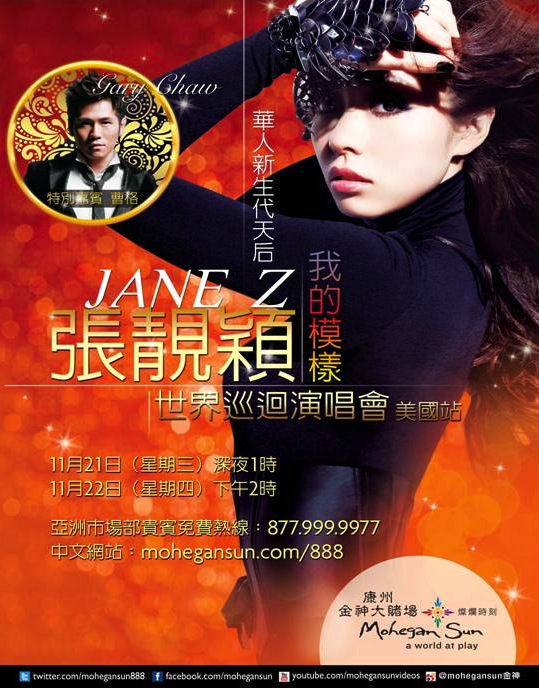 Gary Chaw
特別嘉賓 曹格
華人新生代天后
JANE Z
張靚穎
我的模樣
世界巡迴演唱會 美國站
11月21日（星期三）深夜1時
11月22日（星期四）下午2時
亞洲市場部貴賓免費熱線：877.999.9977
中文網站：mohegansun.com/888
康州
金神大賭場 燦爛時刻
Mohegan Sun
a world at play
twitter.com/mohegansun888 facebook.com/mohegansun youtube.com/mohegansunvideos @mohegansun金神